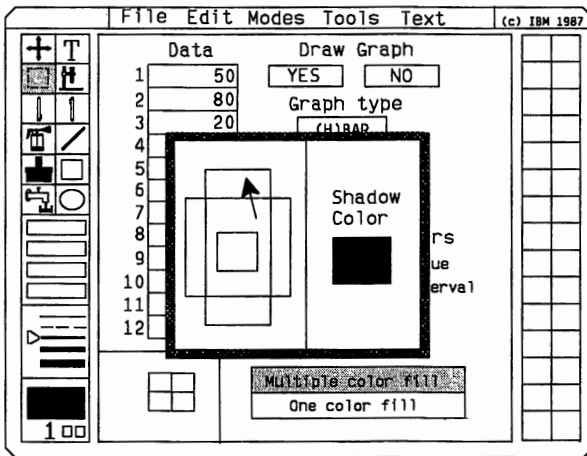 File Edit Modes Tools Text (c) IBM 1987
Data Draw Graph
1 50 YES NO
2 80 Graph type
3 20 (H)BAR
4
5
6
7
8
9
10
11
12
Shadow
Color
rs
ue
erval
Multiple color fill
One color fill
T
1